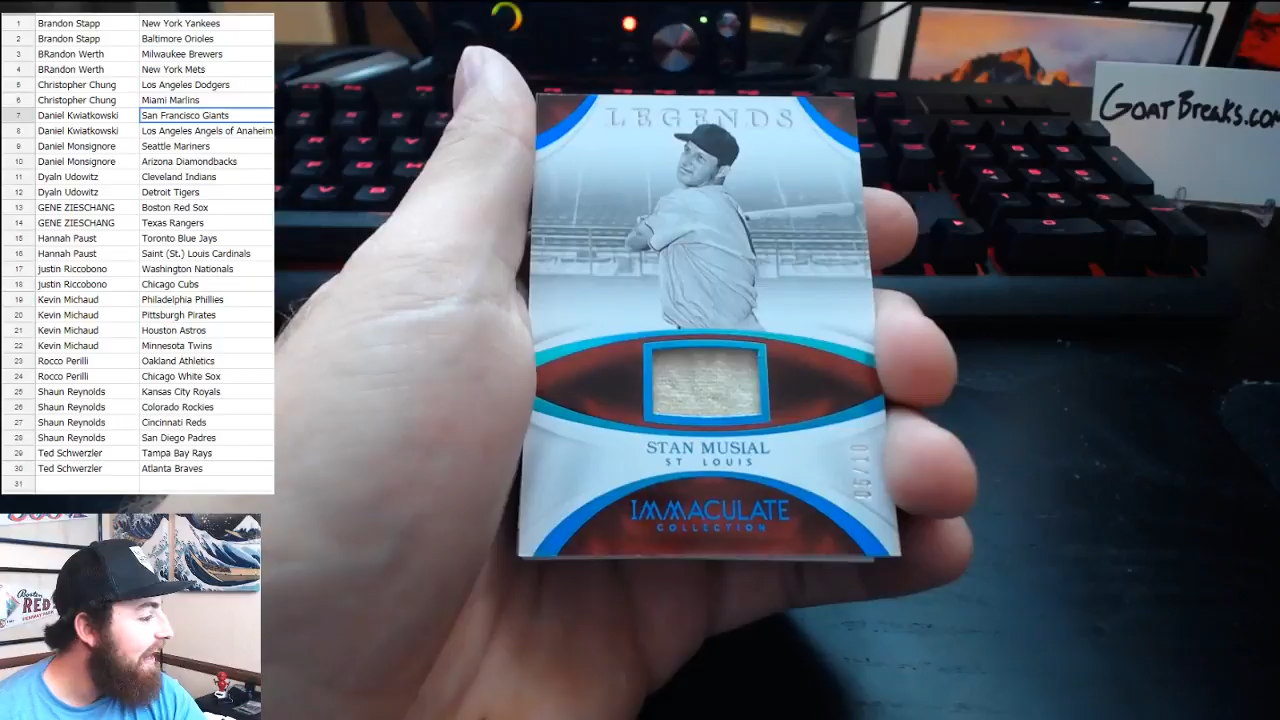 1 Brandon Stapp New York Yankees
2 Brandon Stapp Baltimore Orioles
3 BRandon Werth Milwaukee Brewers
4 BRandon Werth New York Mets
5 Christopher Chung Los Angeles Dodgers
6 Christopher Chung Miami Marlins
7 Daniel Kwiatkowski San Francisco Giants
8 Daniel Kwiatkowski Los Angeles Angels of Anaheim
9 Daniel Monsignore Seattle Mariners
10 Daniel Monsignore Arizona Diamondbacks
11 Dyaln Udowitz Cleveland Indians
12 Dyaln Udowitz Detroit Tigers
13 GENE ZIESCHANG Boston Red Sox
14 GENE ZIESCHANG Texas Rangers
15 Hannah Paust Toronto Blue Jays
16 Hannah Paust Saint (St.) Louis Cardinals
17 justin Riccobono Washington Nationals
18 justin Riccobono Chicago Cubs
19 Kevin Michaud Philadelphia Phillies
20 Kevin Michaud Pittsburgh Pirates
21 Kevin Michaud Houston Astros
22 Kevin Michaud Minnesota Twins
23 Rocco Perilli Oakland Athletics
24 Rocco Perilli Chicago White Sox
25 Shaun Reynolds Kansas City Royals
26 Shaun Reynolds Colorado Rockies
27 Shaun Reynolds Cincinnati Reds
28 Shaun Reynolds San Diego Padres
29 Ted Schwerzler Tampa Bay Rays
30 Ted Schwerzler Atlanta Braves
31
GOATBREAKS.COM
LEGENDS
STAN MUSIAL
ST LOUIS
05/10
IMMACULATE
COLLECTION
Boston
RED
FENWAY PARK